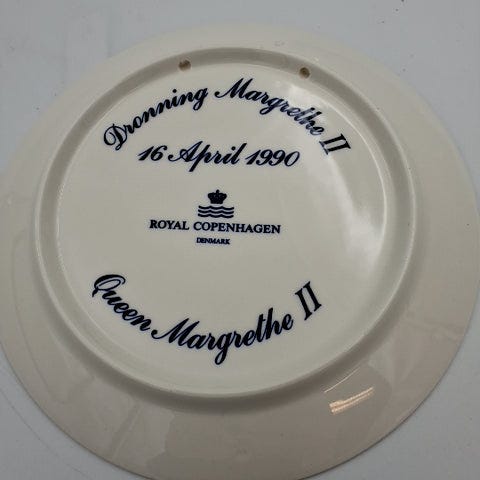 Dronning Margrethe II
16 April 1990
ROYAL COPENHAGEN
DENMARK
Queen Margrethe II